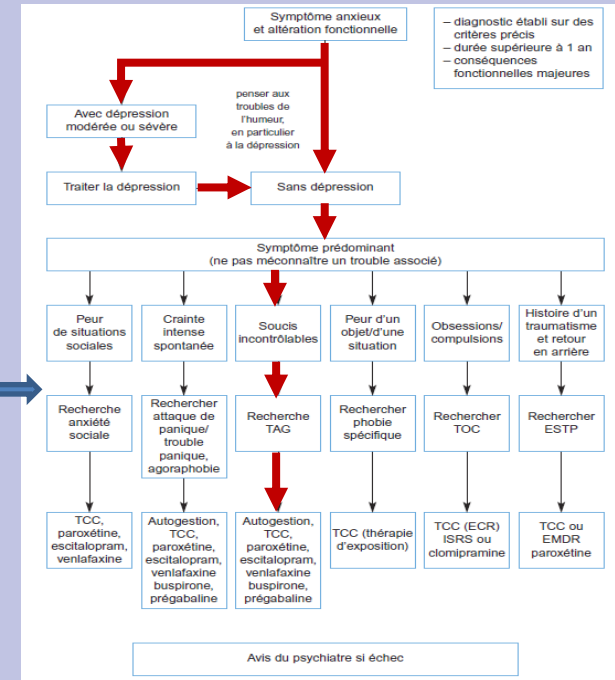 Symptôme anxieux
et altération fonctionnelle
– diagnostic établi sur des
critères précis
– durée supérieure à 1 an
– conséquences
fonctionnelles majeures
penser aux
troubles de
l'humeur,
en particulier
à la dépression
Avec dépression
modérée ou sévère
Traiter la dépression
Sans dépression
Symptôme prédominant
(ne pas méconnaître un trouble associé)
Peur
de situations
sociales
Crainte
intense
spontanée
Soucis
incontrôlables
Peur d'un
objet/d'une
situation
Obsessions/
compulsions
Histoire d'un
traumatisme
et retour
en arrière
Recherche
anxiété
sociale
Rechercher
attaque de
panique/
trouble
panique,
agoraphobie
Recherche
TAG
Rechercher
phobie
spécifique
Rechercher
TOC
Rechercher
ESTP
TCC,
paroxétine,
escitalopram,
venlafaxine
Autogestion,
TCC,
paroxétine,
escitalopram,
venlafaxine
buspirone,
prégabaline
Autogestion,
TCC,
paroxétine,
escitalopram,
venlafaxine
buspirone,
prégabaline
TCC (thérapie
d'exposition)
TCC (ECR)
ISRS ou
clomipramine
TCC ou
EMDR
paroxétine
Avis du psychiatre si échec